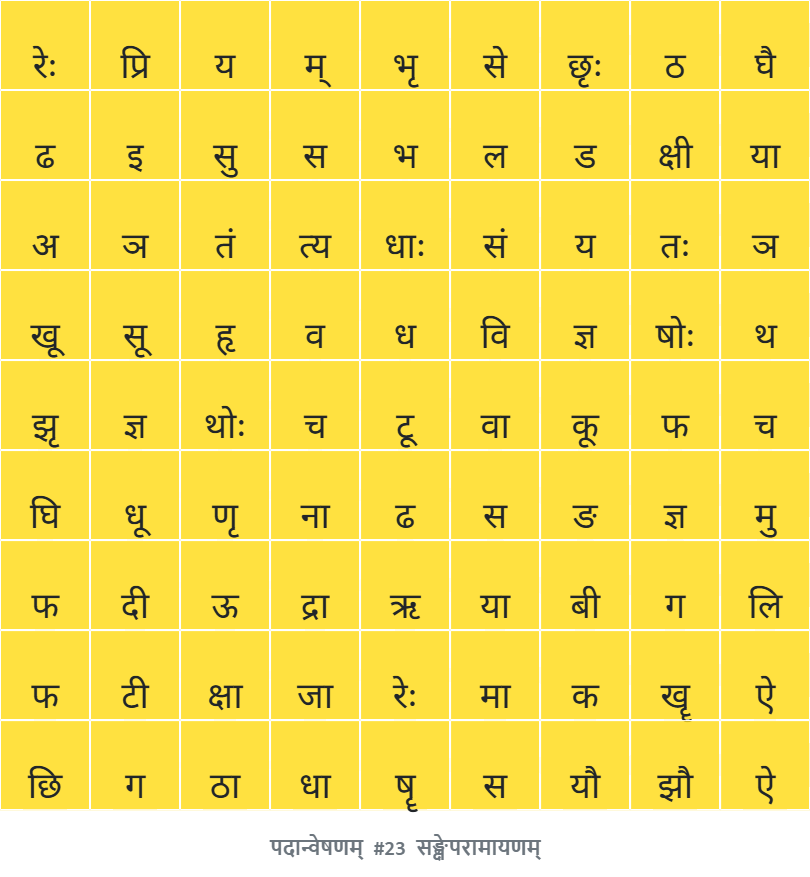 रेः प्रि य म् भृ से छृः ठ घै
ढ इ सु स भ ल ड क्षी या
अ ञ तं त्य धाः सं य तः ञ
खू सू हृ व ध वि ज्ञ षोः थ
झृ ज्ञ थोः च टू वा कू फ च
घि धू णृ ना ढ स ङ ज्ञ मु
फ दी ऊ द्रा ऋ या बी ग लि
फ टी क्षा जा रेः मा क खॄ ऐ
छि ग ठा धा षॄ स यौ झौ ऐ
पदान्वेषणम् #23 सङ्क्षेपरामायणम्